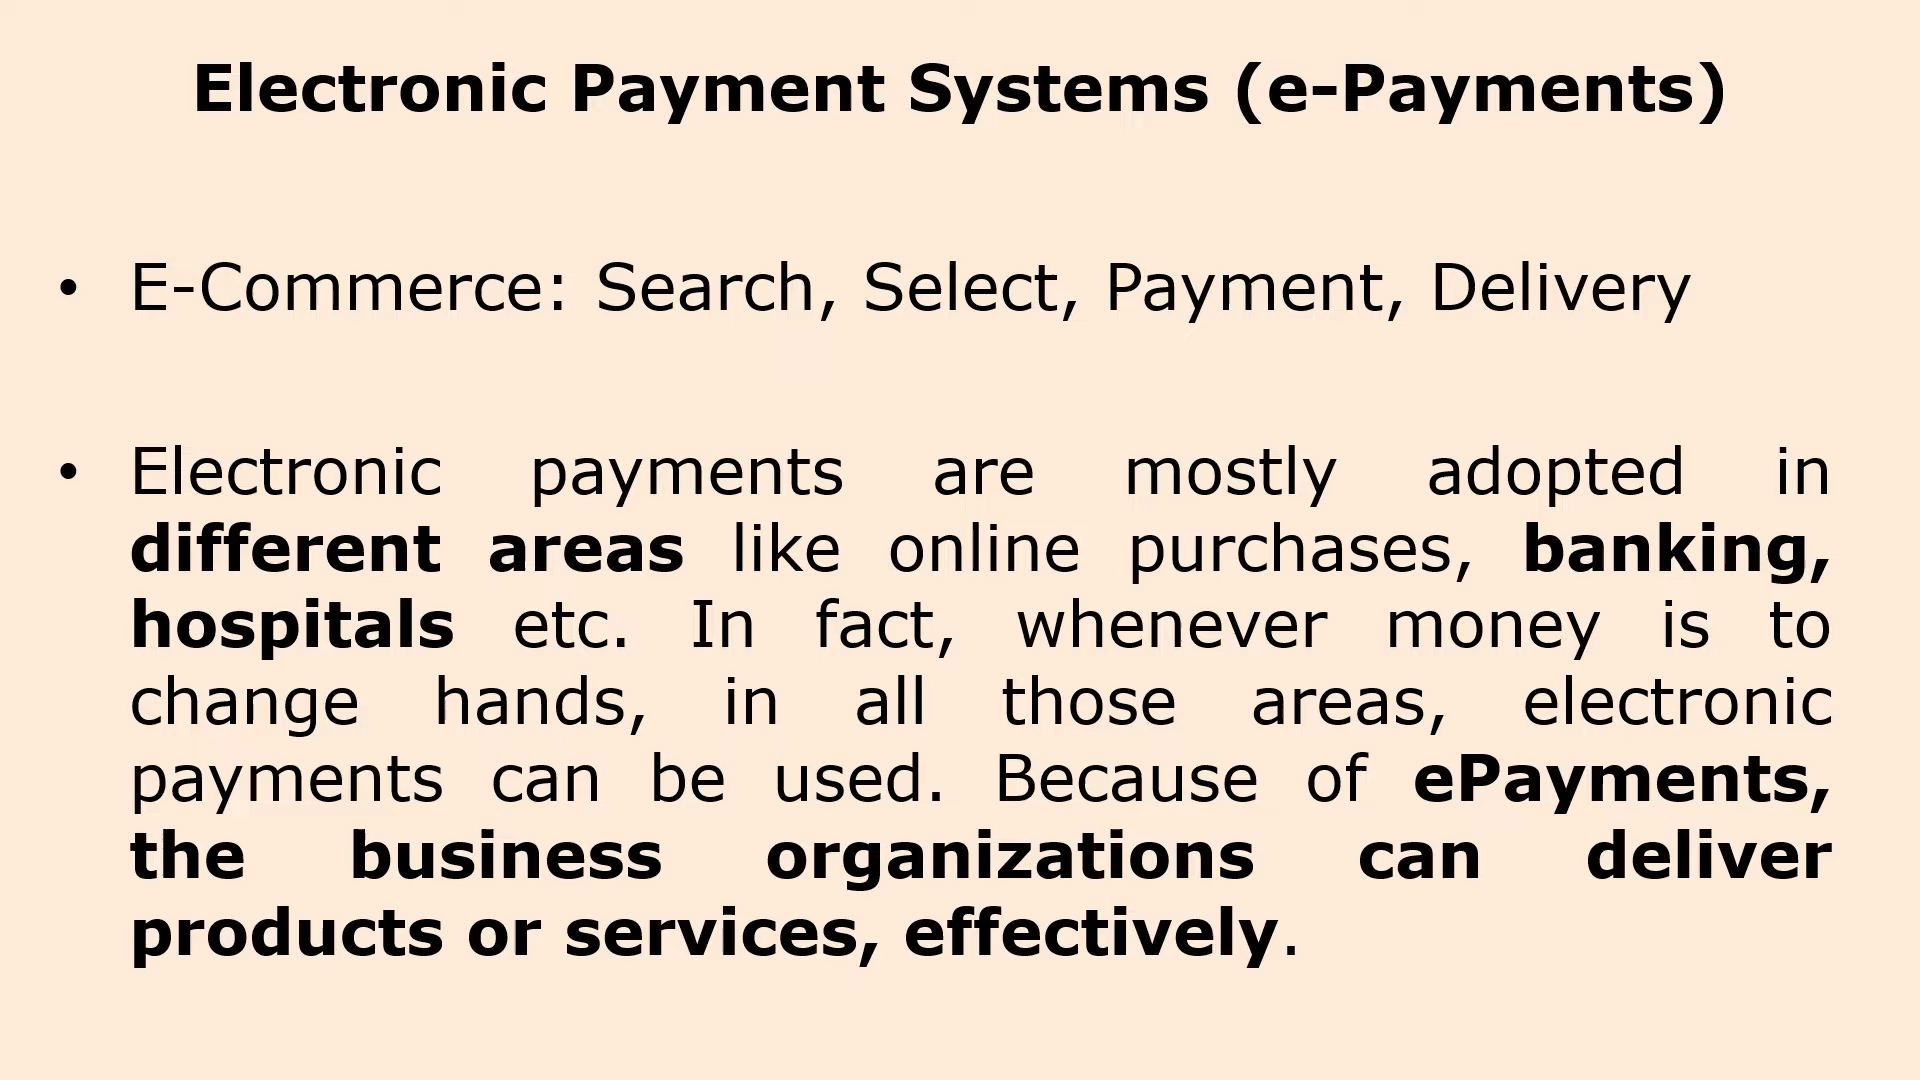 Electronic Payment Systems (e-Payments)
• E-Commerce: Search, Select, Payment, Delivery
• Electronic payments are mostly adopted in
different areas like online purchases, banking,
hospitals etc. In fact, whenever money is to
change hands, in all those areas, electronic
payments can be used. Because of ePayments,
the business organizations can deliver
products or services, effectively.